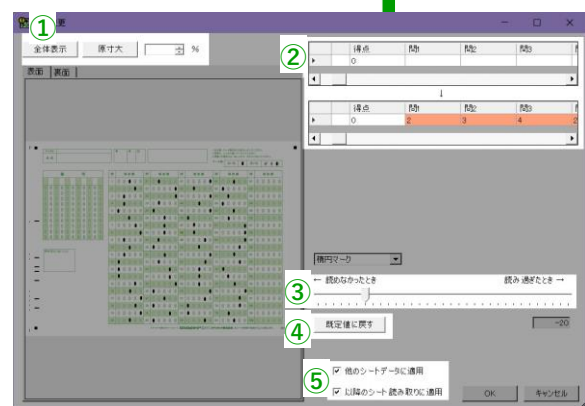 ① 更
全体表示 原寸大 %
表面 裏面
②
得点 問1 問2 問3
0
↓
得点 問1 問2 問3
0 2 3 4 2
楕円マーク
③ ← 読めなかったとき 読み過ぎたとき →
④ 既定値に戻す -20
⑤ 他のシートデータに適用
以降のシート読み取りに適用
OK キャンセル